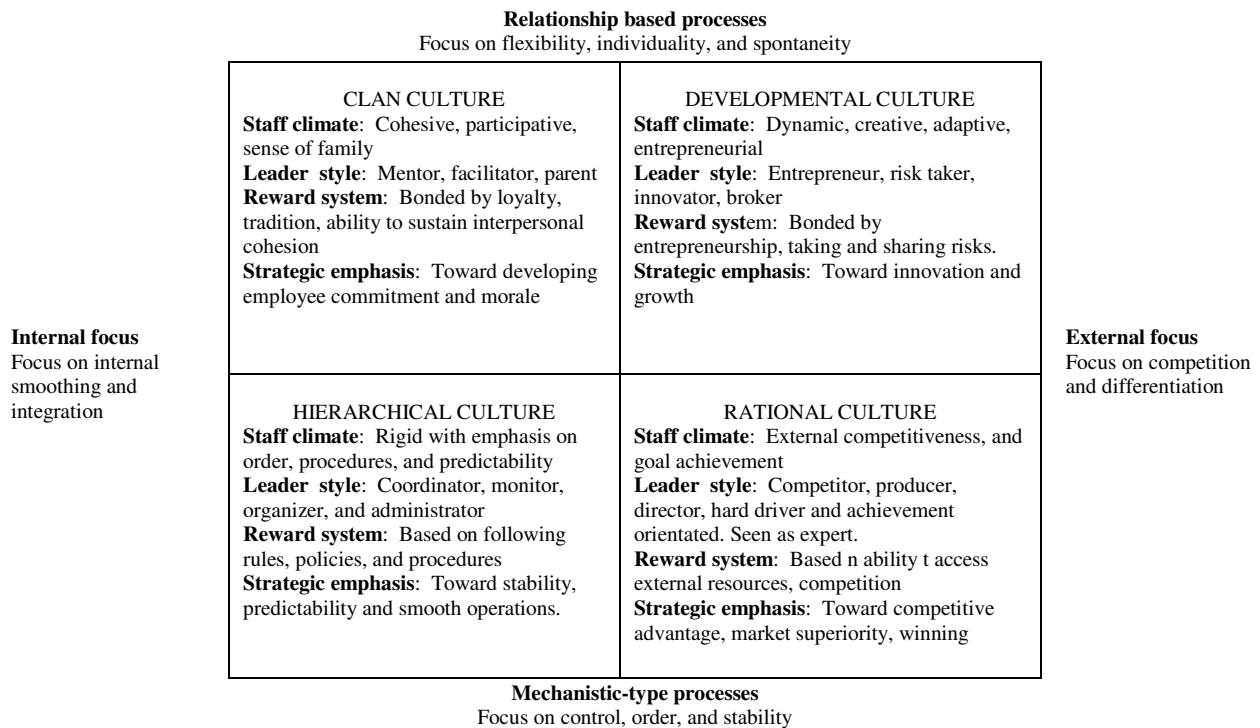 Relationship based processes
Focus on flexibility, individuality, and spontaneity
CLAN CULTURE
Staff climate: Cohesive, participative,
sense of family
Leader style: Mentor, facilitator, parent
Reward system: Bonded by loyalty,
tradition, ability to sustain interpersonal
cohesion
Strategic emphasis: Toward developing
employee commitment and morale
DEVELOPMENTAL CULTURE
Staff climate: Dynamic, creative, adaptive,
entrepreneurial
Leader style: Entrepreneur, risk taker,
innovator, broker
Reward system: Bonded by
entrepreneurship, taking and sharing risks.
Strategic emphasis: Toward innovation and
growth
Internal focus
Focus on internal
smoothing and
integration
External focus
Focus on competition
and differentiation
HIERARCHICAL CULTURE
Staff climate: Rigid with emphasis on
order, procedures, and predictability
Leader style: Coordinator, monitor,
organizer, and administrator
Reward system: Based on following
rules, policies, and procedures
Strategic emphasis: Toward stability,
predictability and smooth operations.
RATIONAL CULTURE
Staff climate: External competitiveness, and
goal achievement
Leader style: Competitor, producer,
director, hard driver and achievement
orientated. Seen as expert.
Reward system: Based n ability t access
external resources, competition
Strategic emphasis: Toward competitive
advantage, market superiority, winning
Mechanistic-type processes
Focus on control, order, and stability